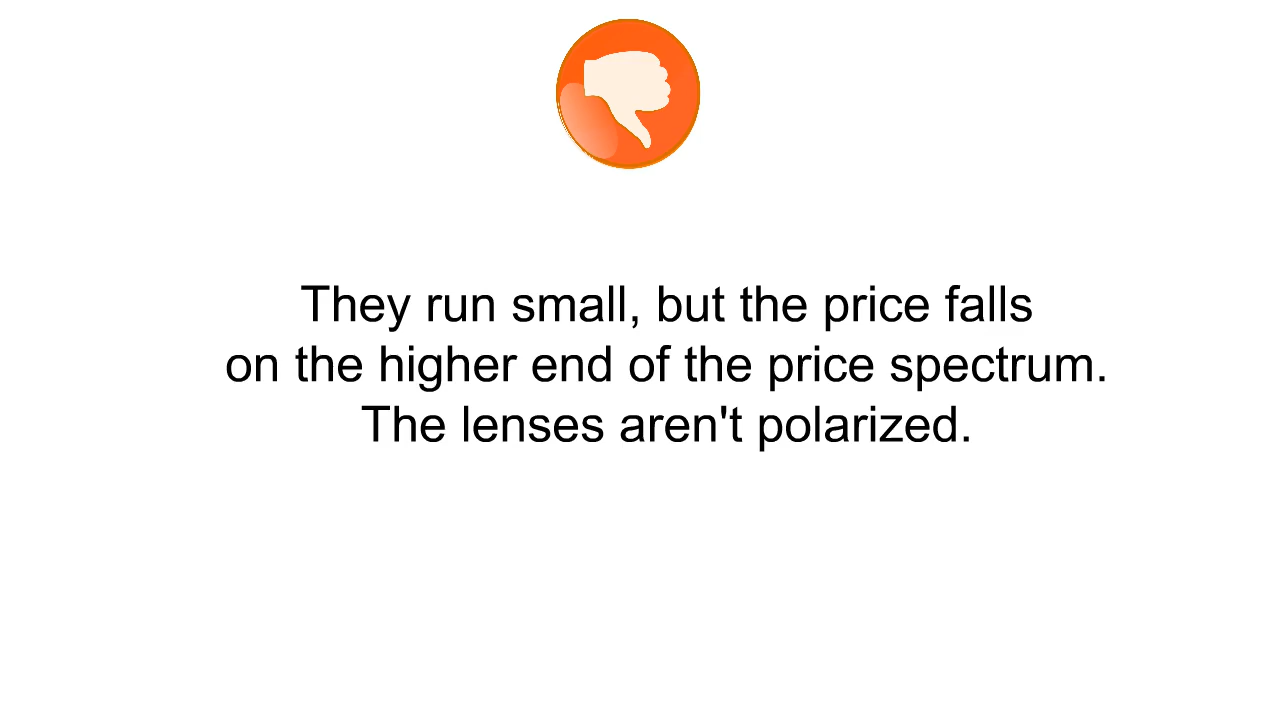 They run small, but the price falls
on the higher end of the price spectrum.
The lenses aren't polarized.